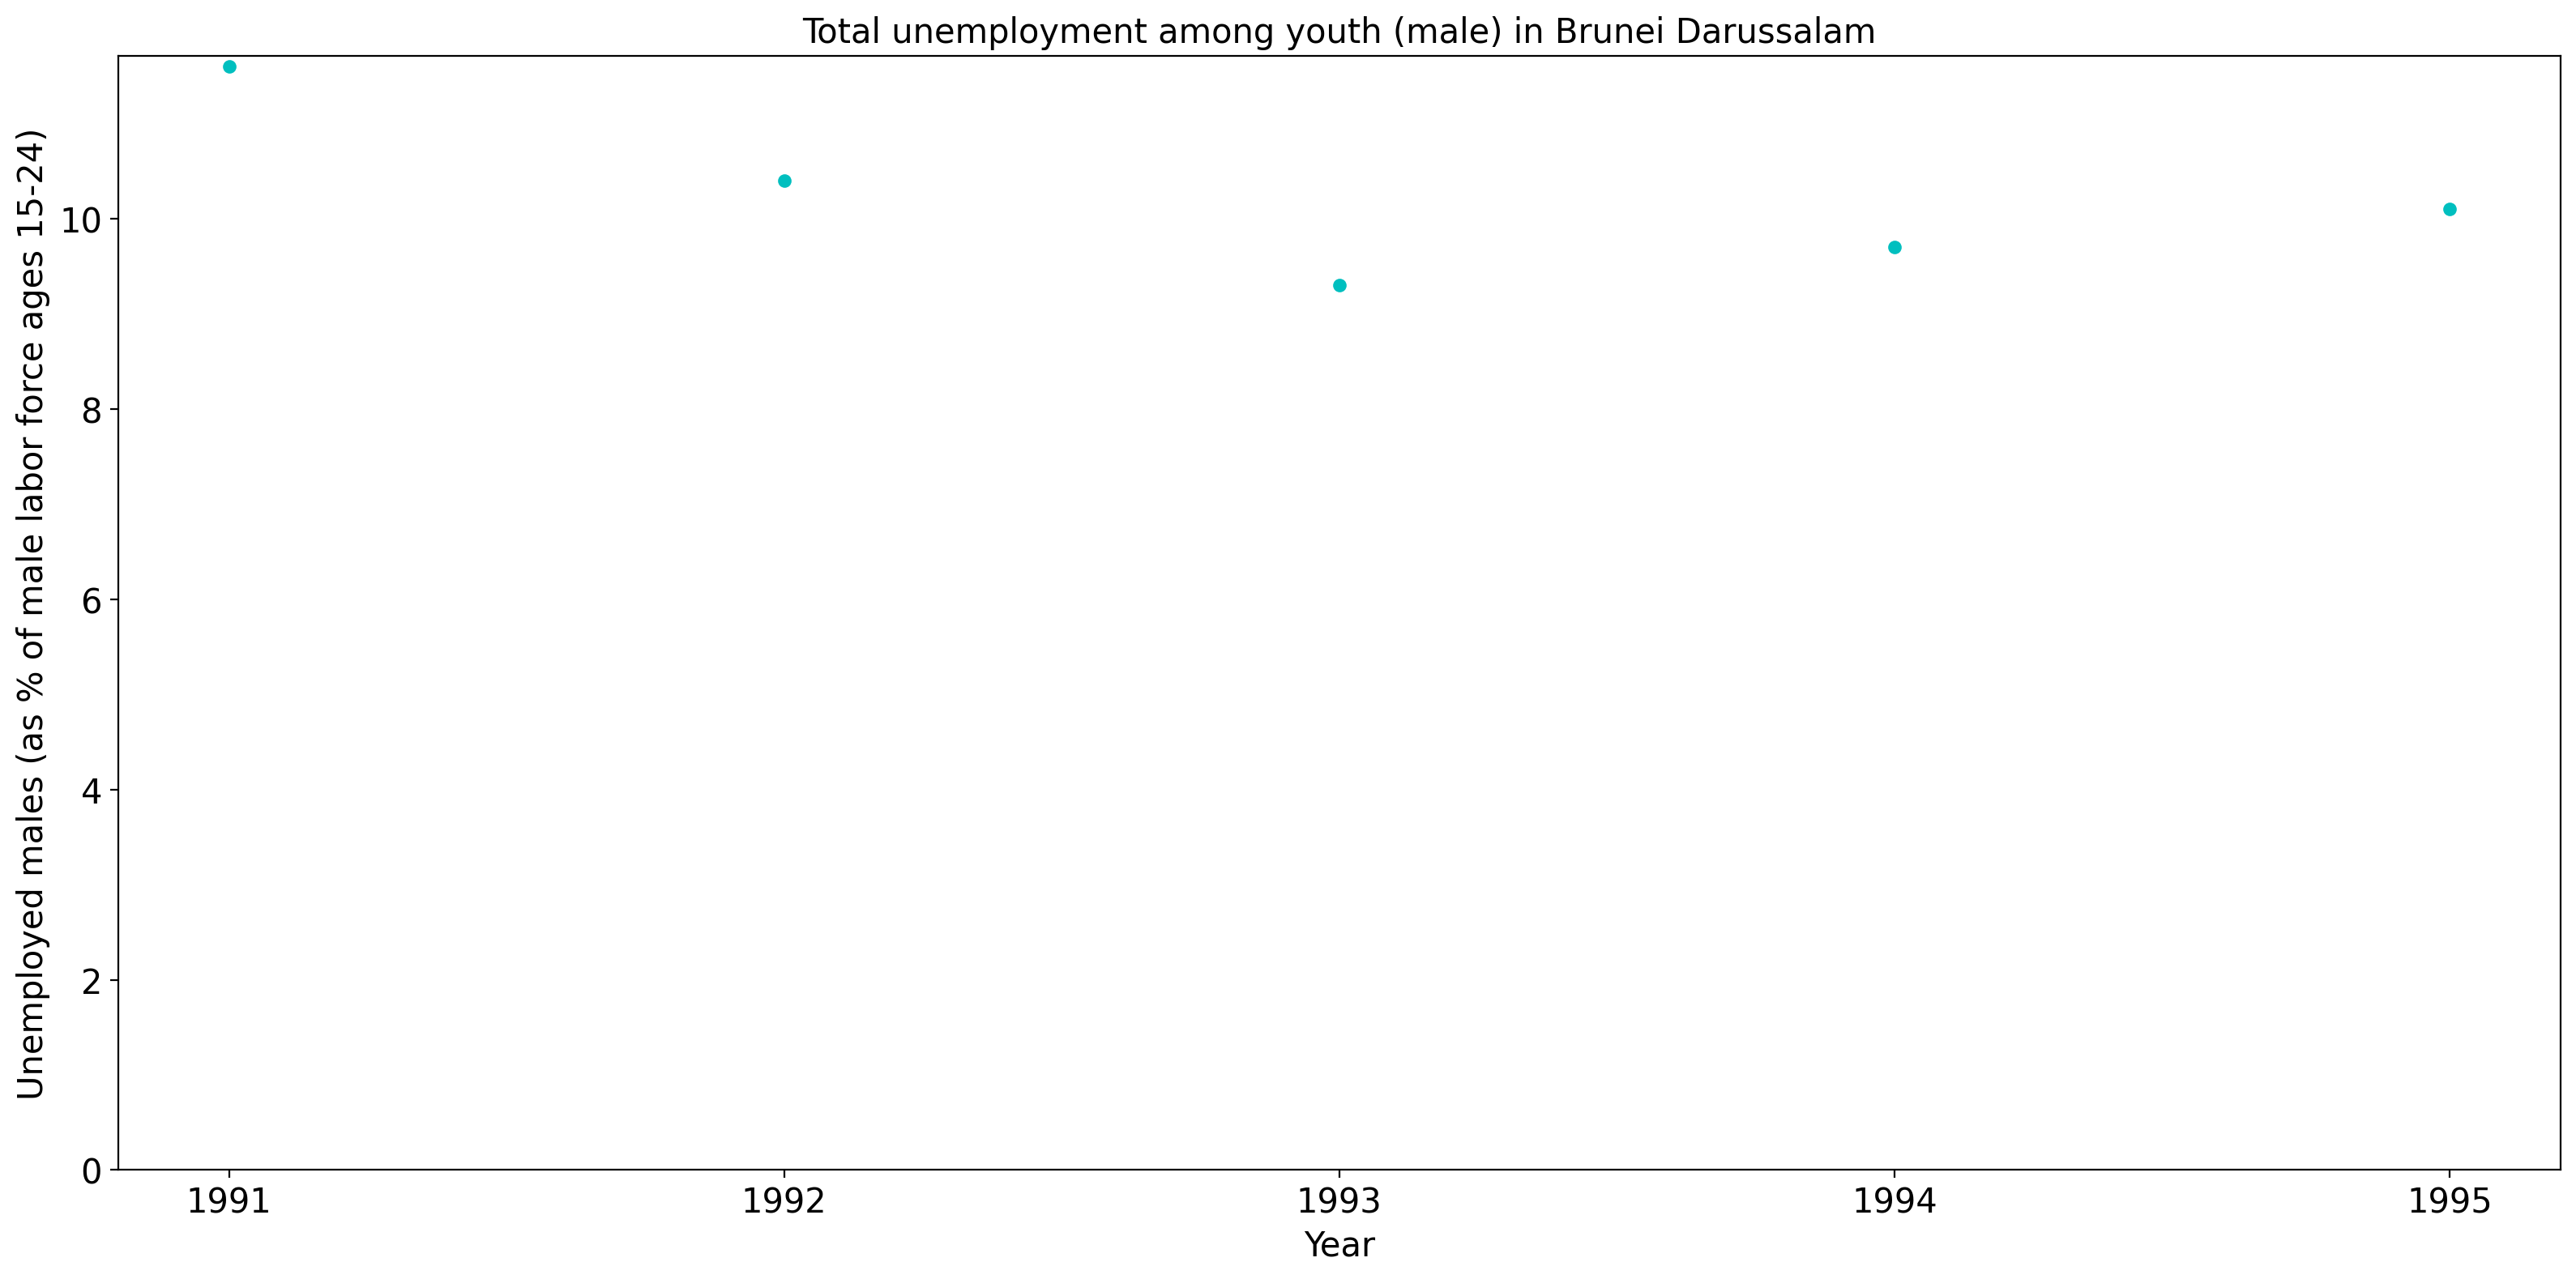 Total unemployment among youth (male) in Brunei Darussalam
Unemployed males (as % of male labor force ages 15-24)
10
8
6
4
2
0
1991 1992 1993 1994 1995
Year